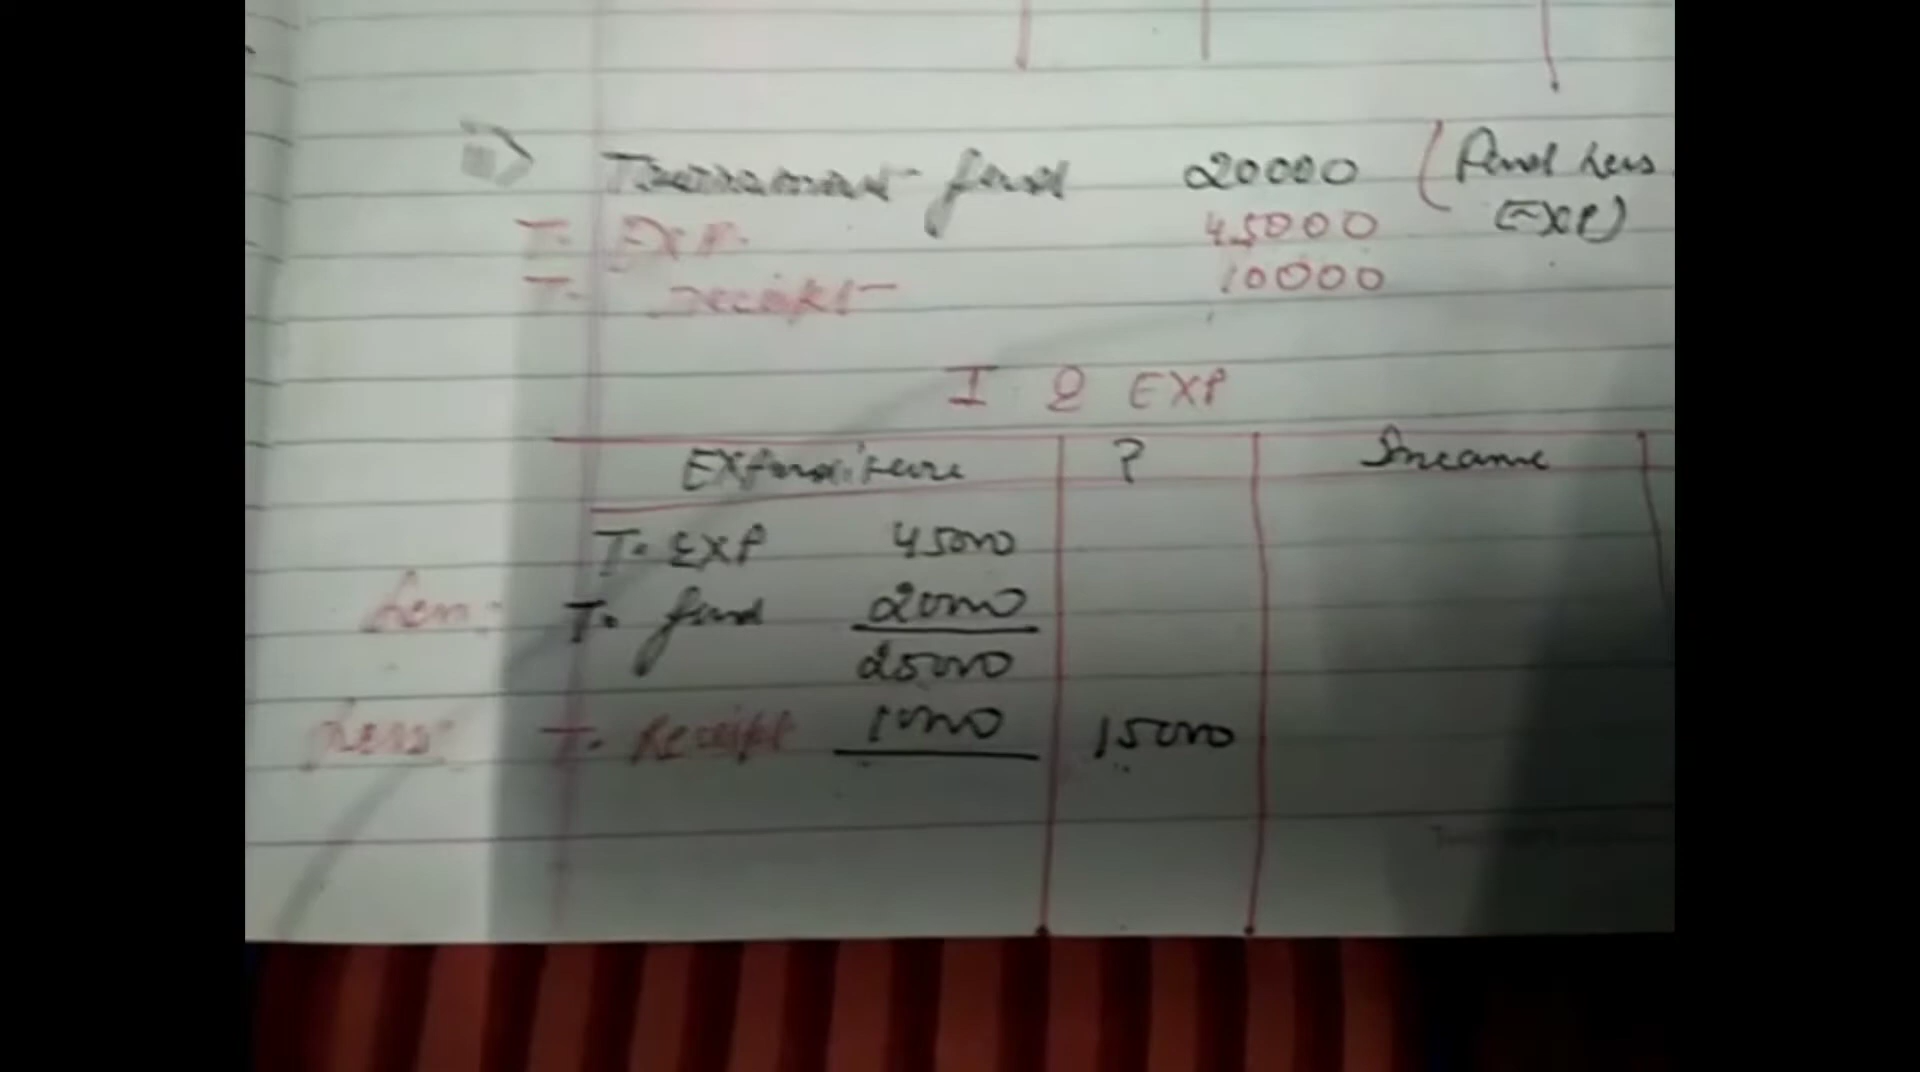 Tournament fund 20000 (Fund Less
T. EXP. 45000 EXP)
T. receipt 10000
I & EXP
Expenditure ₹ Income
T. EXP 45000
Less: T. fund 20000
25000
Less: T. Receipt 10000 15000